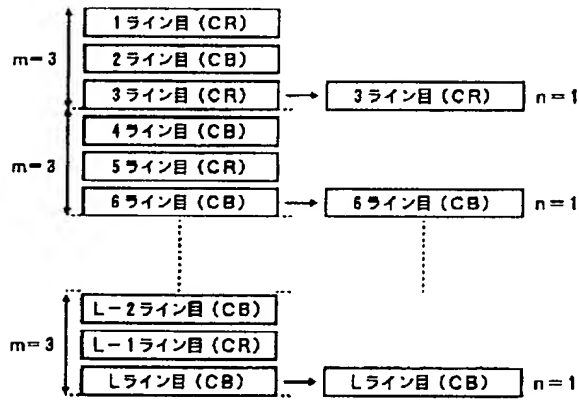 1ライン目(CR)
m=3
2ライン目(CB)
3ライン目(CR)
3ライン目(CR)
n=1
4ライン目(CB)
m=3
5ライン目(CR)
6ライン目(CB)
6ライン目(CB)
n=1
L-2ライン目(CB)
m=3
L-1ライン目(CR)
Lライン目(CB)
Lライン目(CB)
n=1